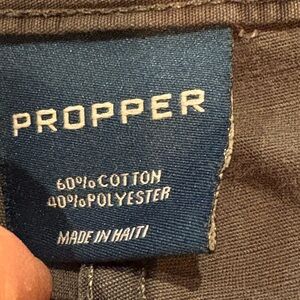 PROPPER
60% COTTON
40% POLYESTER
MADE IN HAITI